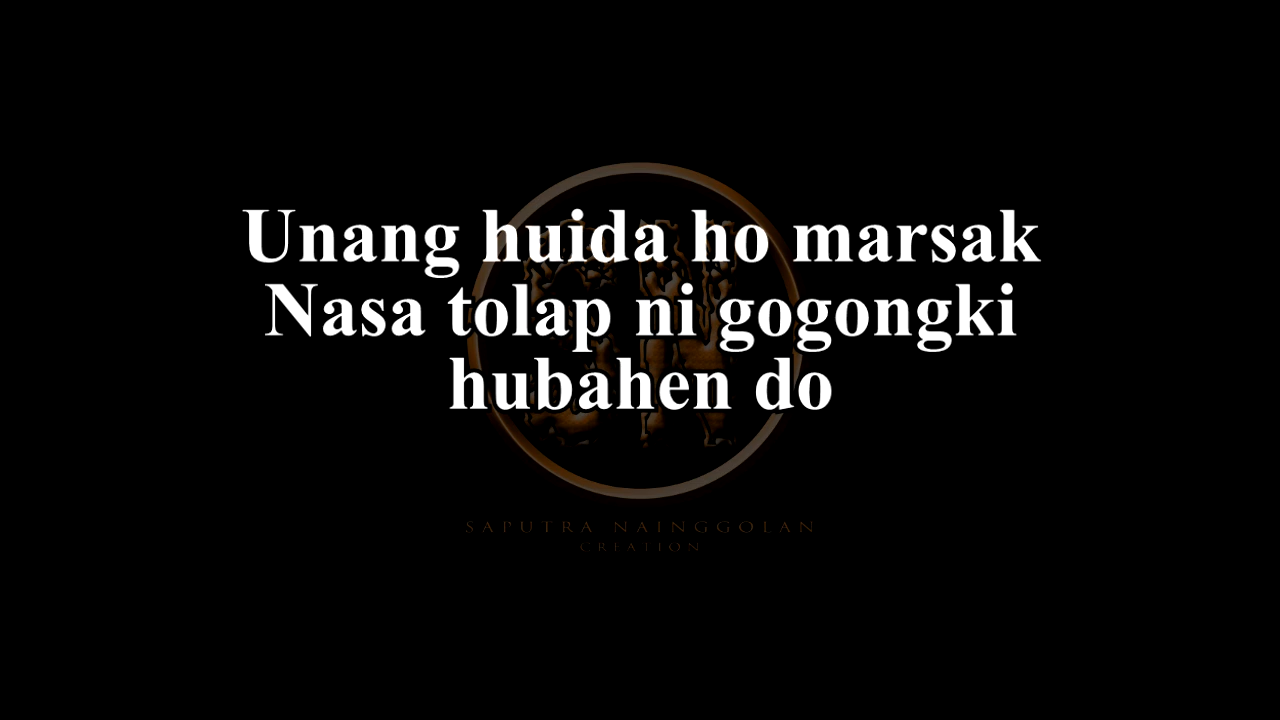 Unang huida ho marsak
Nasa tolap ni gogongki
hubahen do
SAPUTRA NAINGGOLAN
CREATION